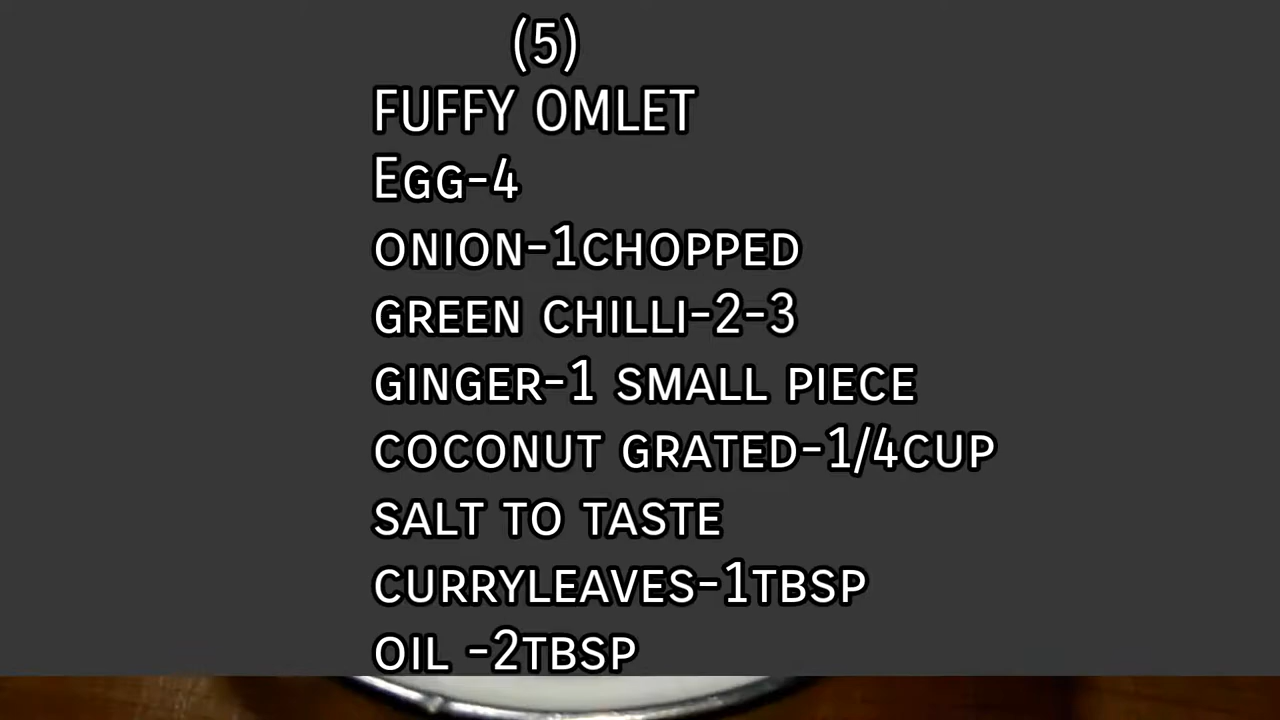 (5)
FUFFY OMLET
EGG-4
ONION-1CHOPPED
GREEN CHILLI-2-3
GINGER-1 SMALL PIECE
COCONUT GRATED-1/4CUP
SALT TO TASTE
CURRYLEAVES-1TBSP
OIL -2TBSP